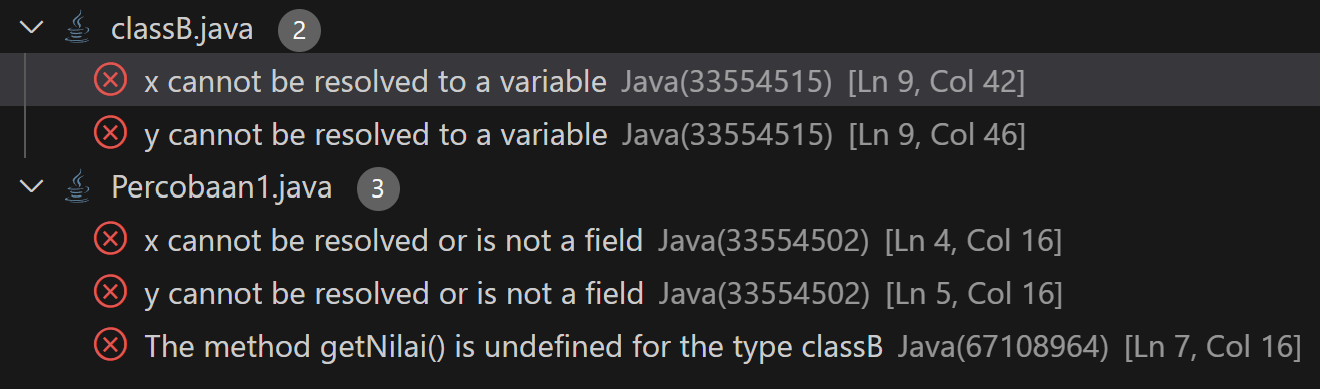 classB.java 2
x cannot be resolved to a variable Java(33554515) [Ln 9, Col 42]
y cannot be resolved to a variable Java(33554515) [Ln 9, Col 46]
Percobaan1.java 3
x cannot be resolved or is not a field Java(33554502) [Ln 4, Col 16]
y cannot be resolved or is not a field Java(33554502) [Ln 5, Col 16]
The method getNilai() is undefined for the type classB Java(67108964) [Ln 7, Col 16]